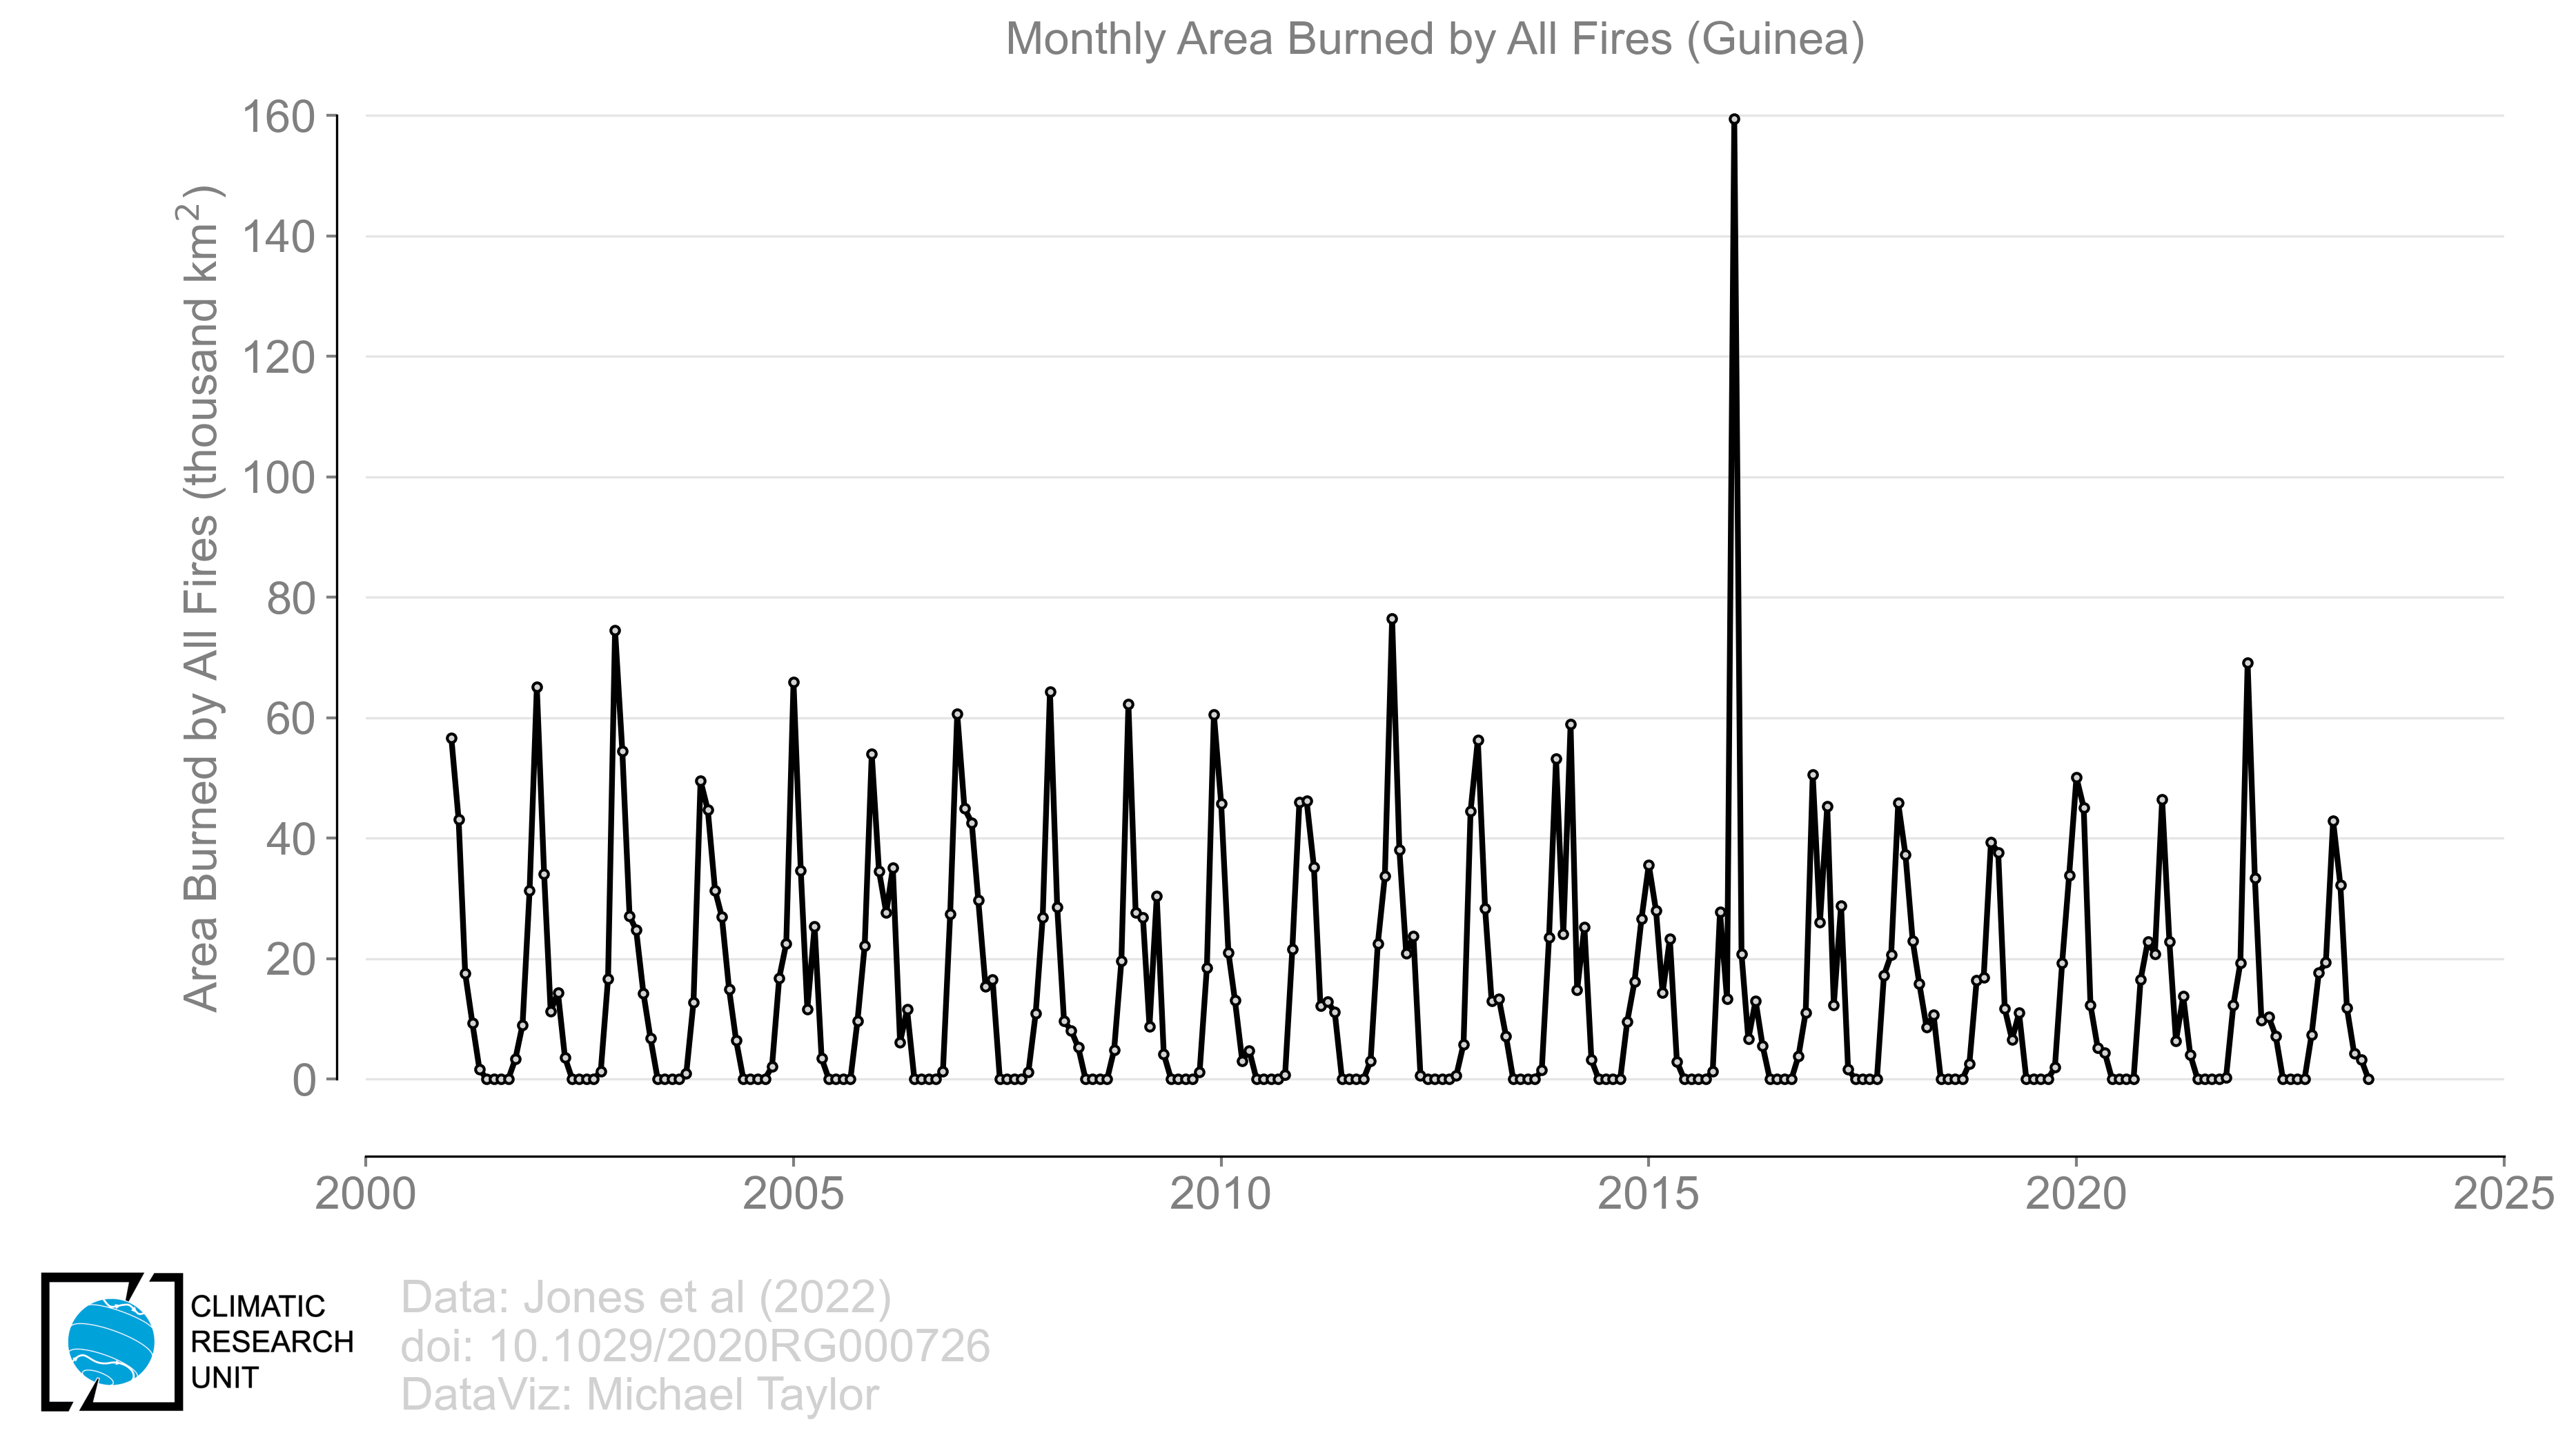 Monthly Area Burned by All Fires (Guinea)
Area Burned by All Fires (thousand km²)
160
140
120
100
80
60
40
20
0
2000 2005 2010 2015 2020 2025
CLIMATIC
RESEARCH
UNIT
Data: Jones et al (2022)
doi: 10.1029/2020RG000726
DataViz: Michael Taylor